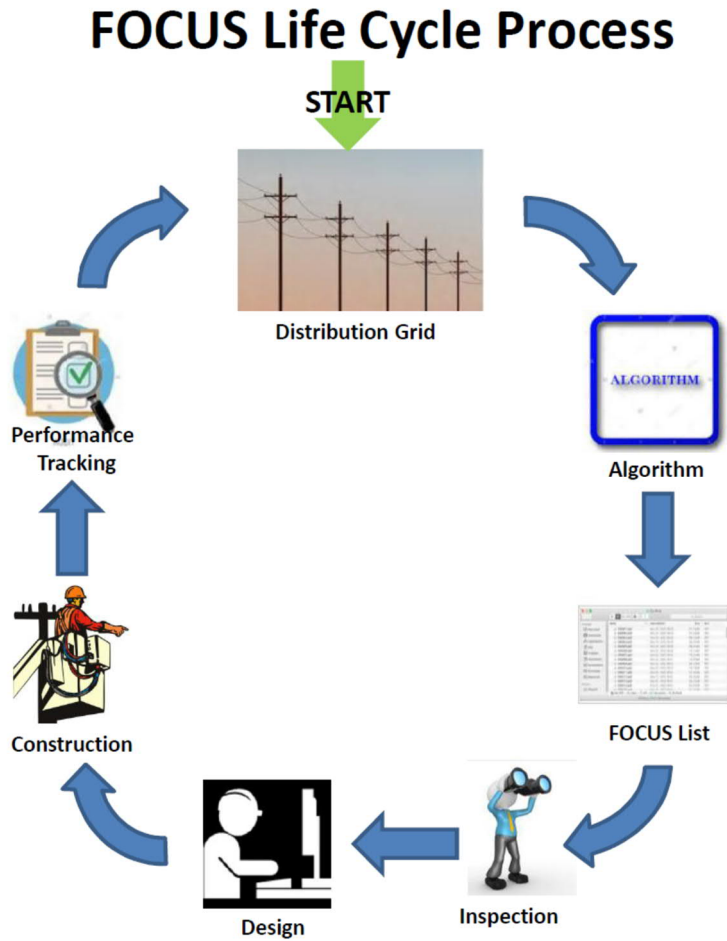 FOCUS Life Cycle Process
START
Distribution Grid
ALGORITHM
Algorithm
FOCUS List
Inspection
Design
Construction
Performance
Tracking